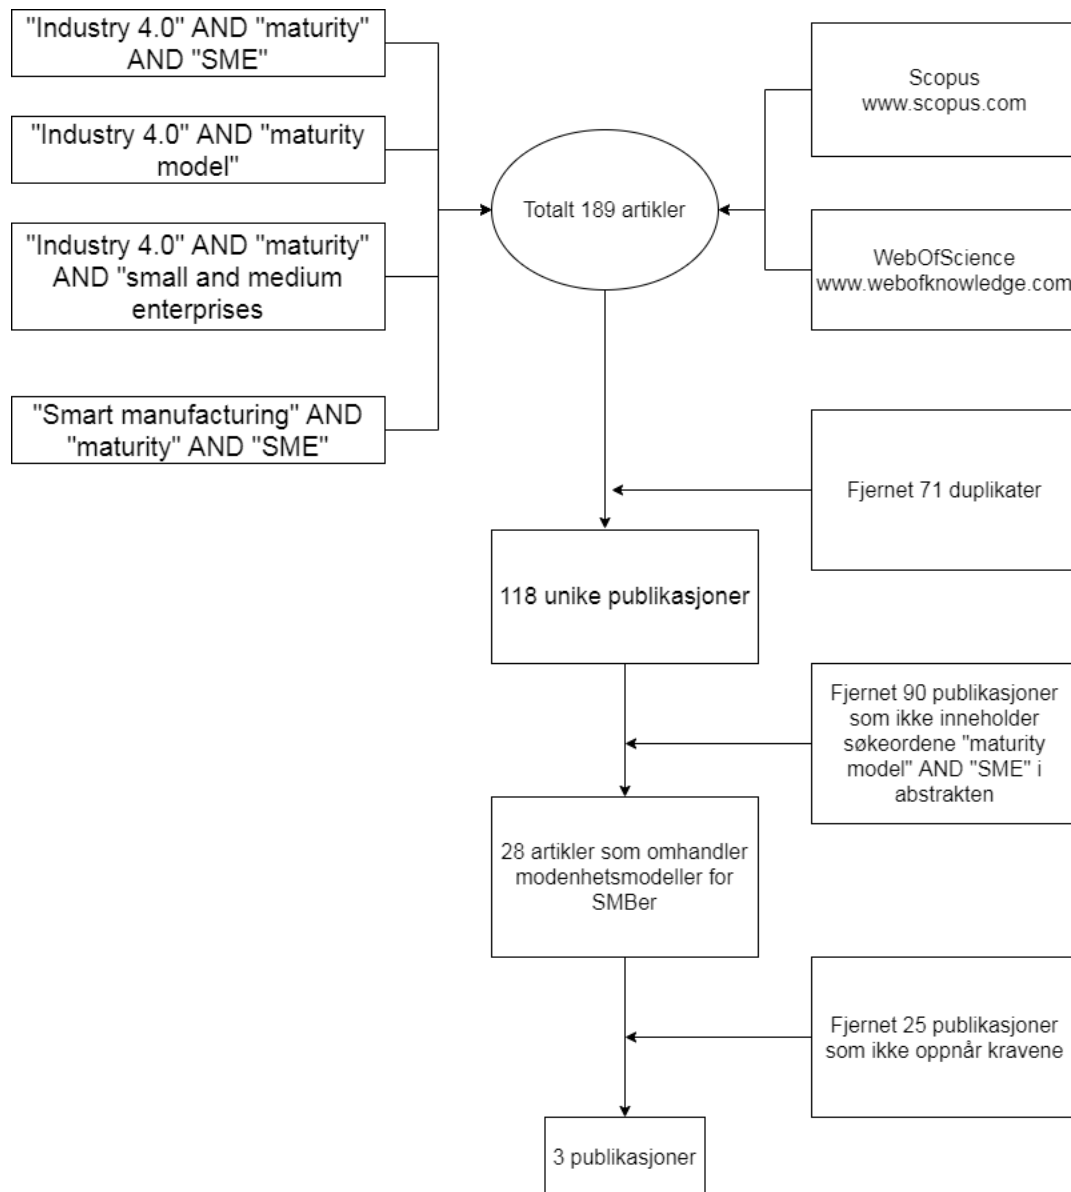 "Industry 4.0" AND "maturity"
AND "SME"
"Industry 4.0" AND "maturity
model"
"Industry 4.0" AND "maturity"
AND "small and medium
enterprises
"Smart manufacturing" AND
"maturity" AND "SME"
Totalt 189 artikler
Scopus
www.scopus.com
WebOfScience
www.webofknowledge.com
Fjernet 71 duplikater
118 unike publikasjoner
Fjernet 90 publikasjoner
som ikke inneholder
søkeordene "maturity
model" AND "SME" i
abstrakten
28 artikler som omhandler
modenhetsmodeller for
SMBer
Fjernet 25 publikasjoner
som ikke oppnår kravene
3 publikasjoner